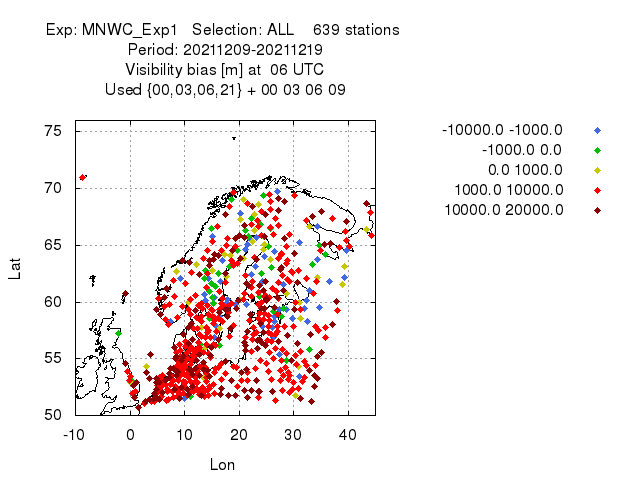 Exp: MNWC_Exp1 Selection: ALL 639 stations
Period: 20211209-20211219
Visibility bias [m] at 06 UTC
Used {00,03,06,21} + 00 03 06 09
-10000.0 -1000.0
-1000.0 0.0
0.0 1000.0
1000.0 10000.0
10000.0 20000.0
Lat
75
70
65
60
55
50
-10 0 10 20 30 40
Lon